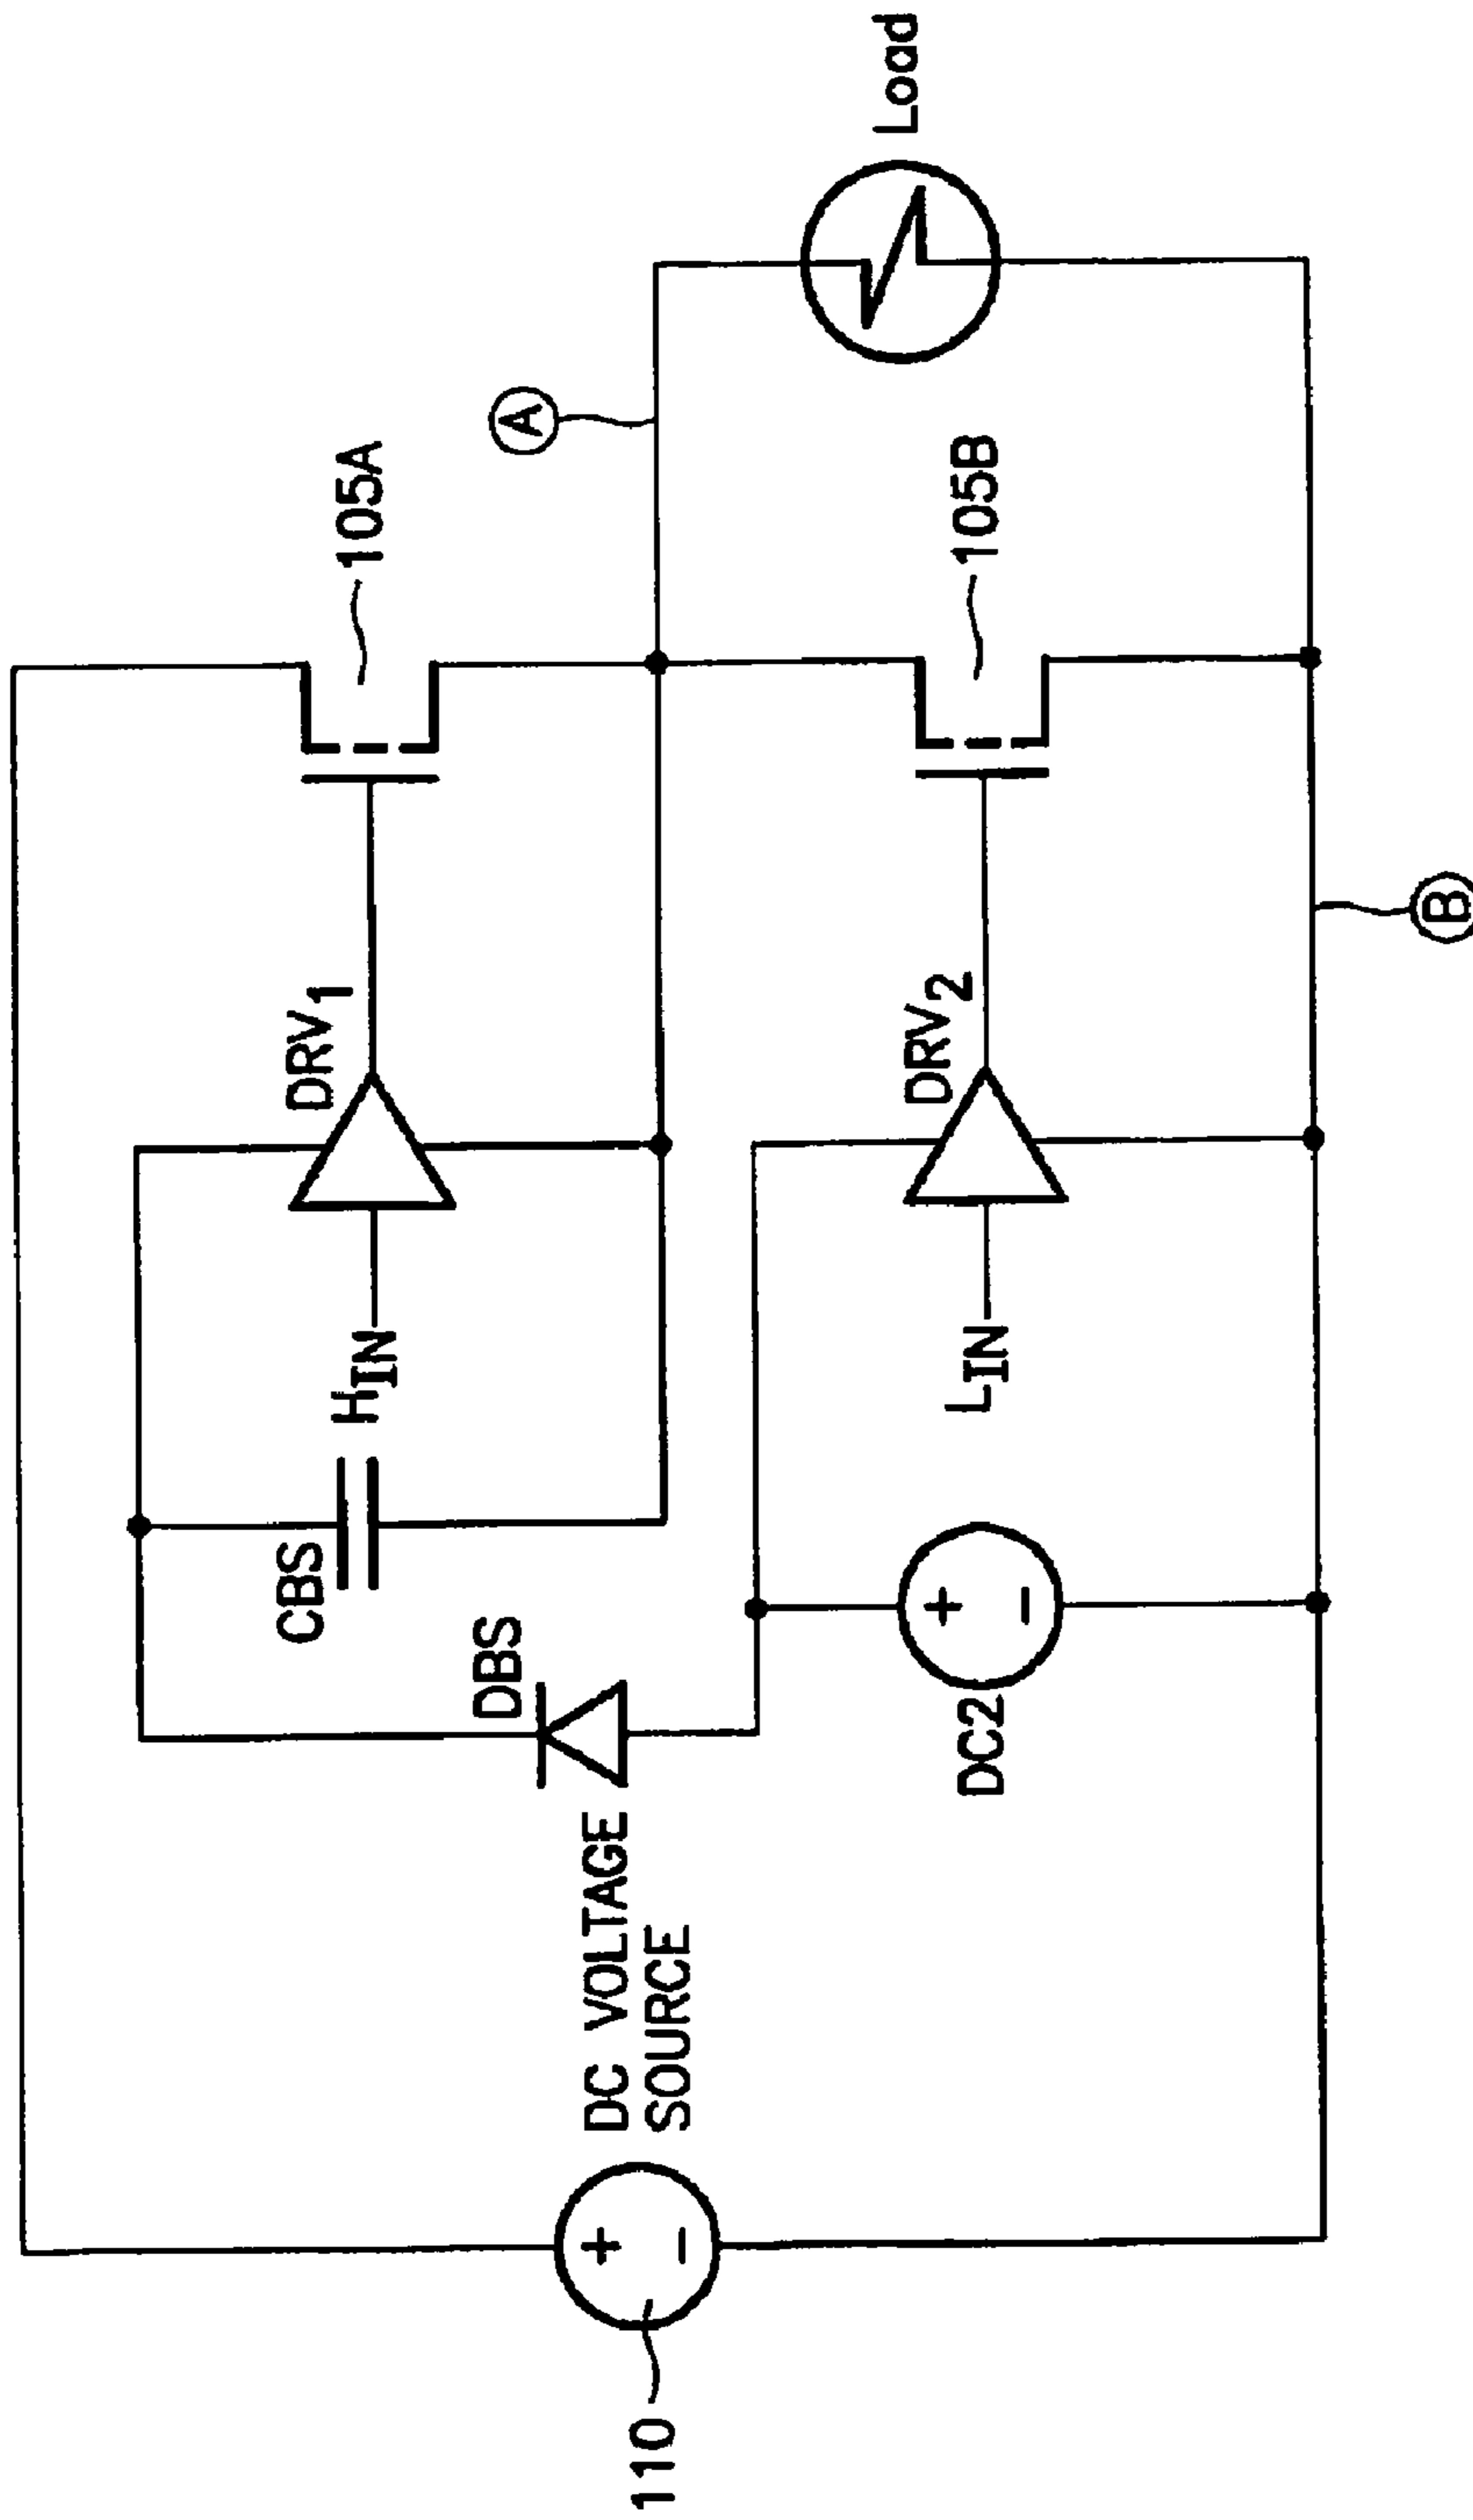 105A
DRV1
HIN
CBS
A
DBS
DC VOLTAGE
SOURCE
110
Load
105B
DRV2
LIN
DC2
B
+
−
+
−